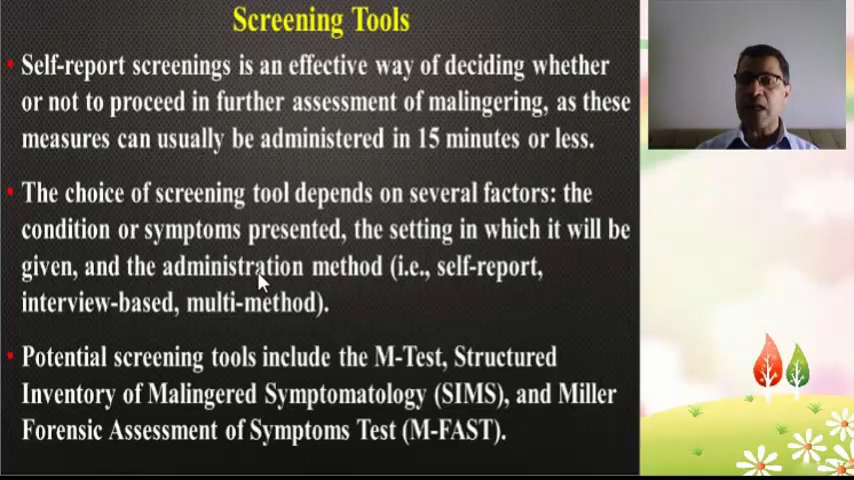 Screening Tools
• Self-report screenings is an effective way of deciding whether
or not to proceed in further assessment of malingering, as these
measures can usually be administered in 15 minutes or less.
• The choice of screening tool depends on several factors: the
condition or symptoms presented, the setting in which it will be
given, and the administration method (i.e., self-report,
interview-based, multi-method).
• Potential screening tools include the M-Test, Structured
Inventory of Malingered Symptomatology (SIMS), and Miller
Forensic Assessment of Symptoms Test (M-FAST).